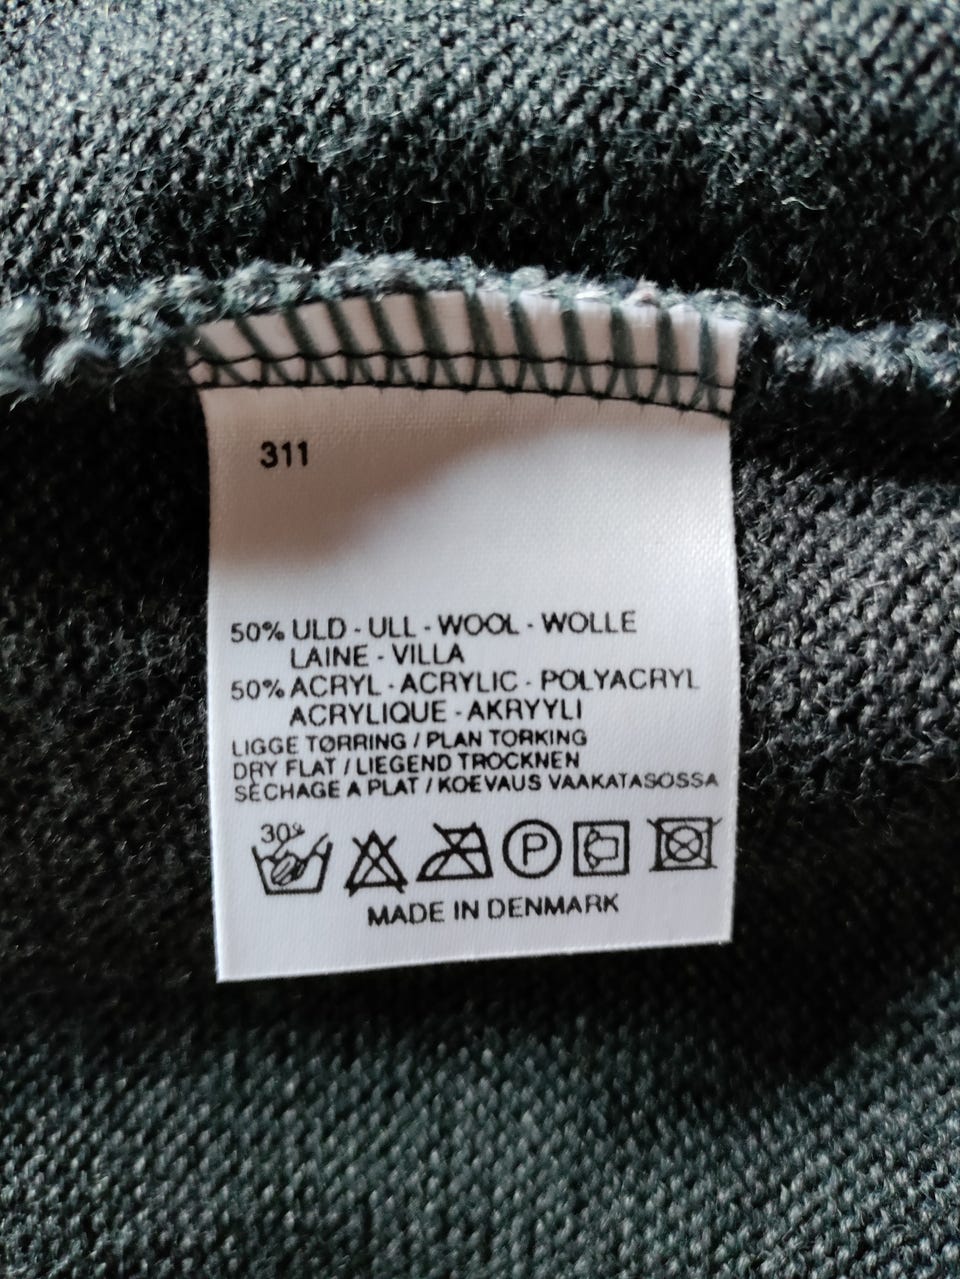 311
50% ULD - ULL - WOOL - WOLLE
LAINE - VILLA
50% ACRYL - ACRYLIC - POLYACRYL
ACRYLIQUE - AKRYYLI
LIGGE TØRRING / PLAN TORKING
DRY FLAT / LIEGEND TROCKNEN
SÉCHAGE A PLAT / KOEVAUS VAAKATASOSSA
30°
P
MADE IN DENMARK